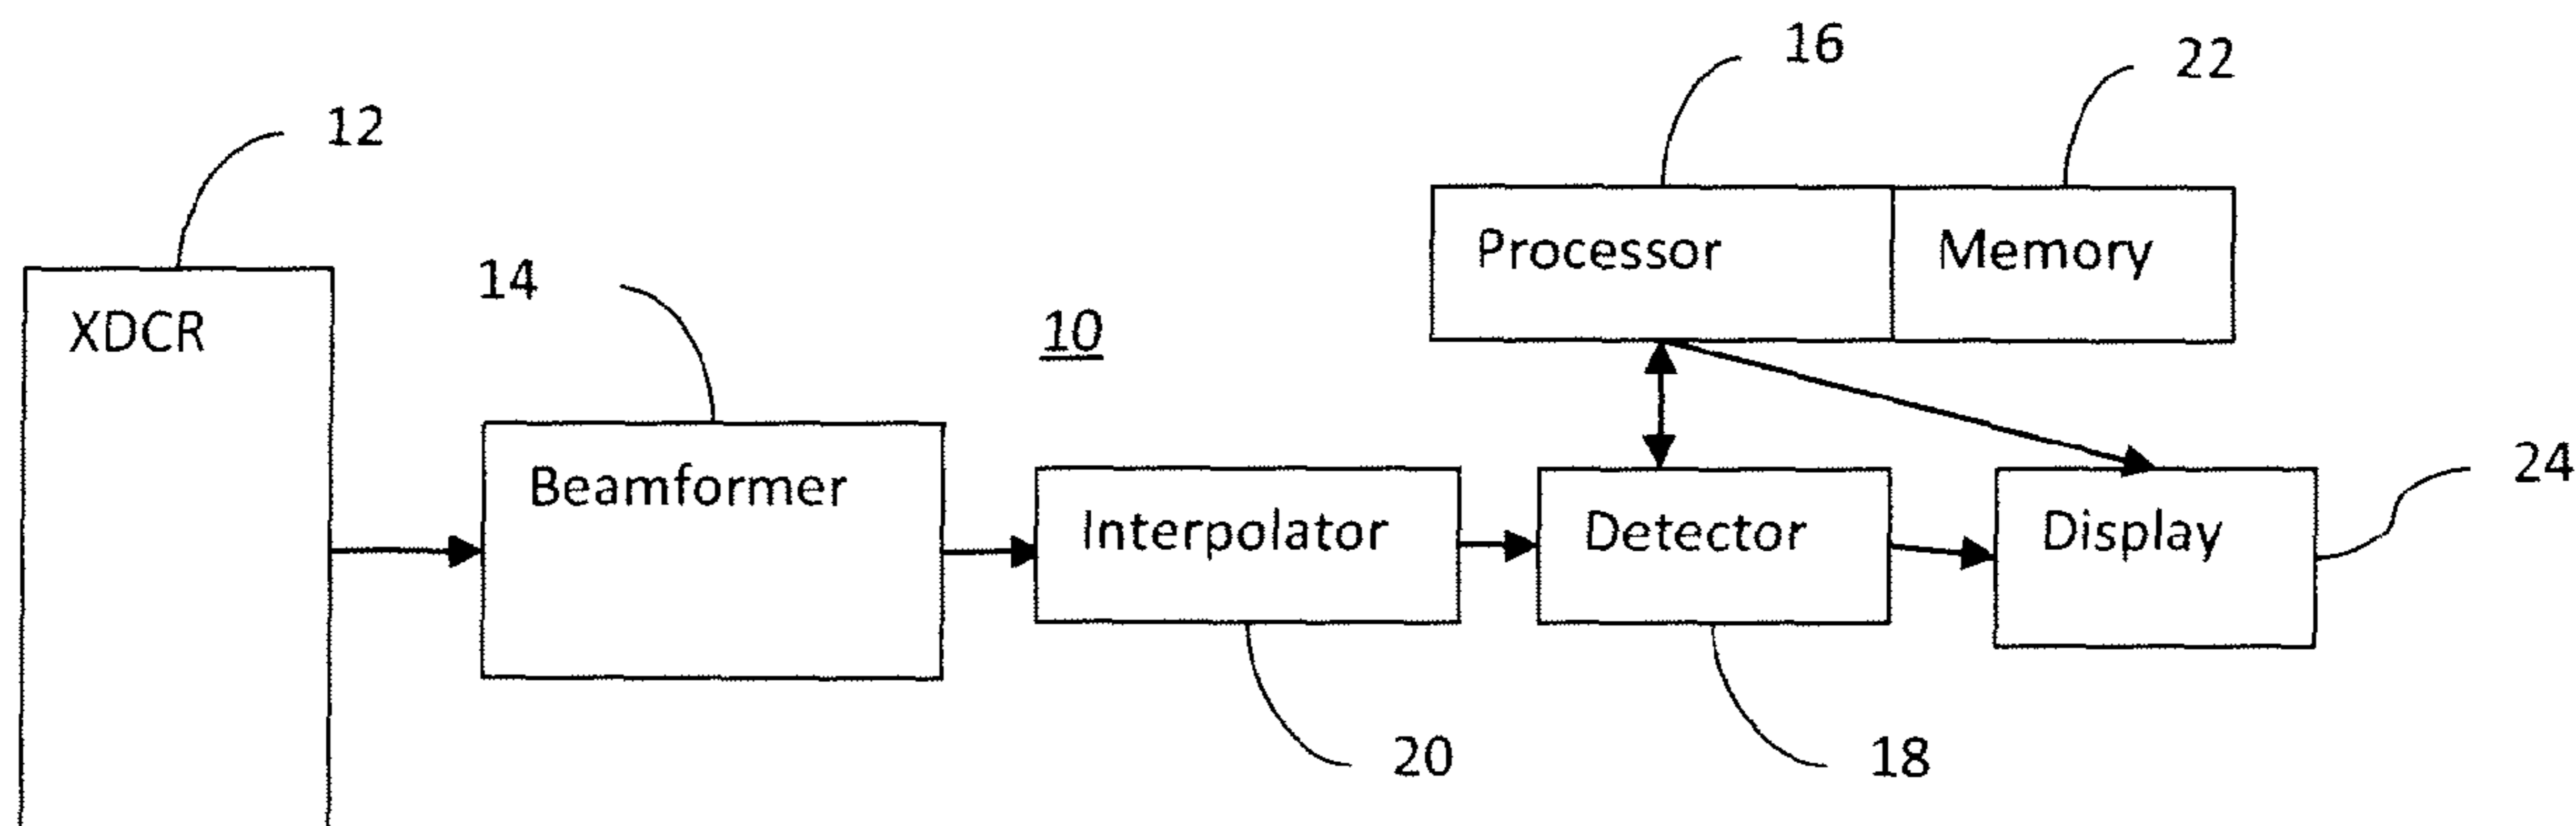 16
22
12
Processor
Memory
14
XDCR
10
Beamformer
24
Interpolator
Detector
Display
20
18